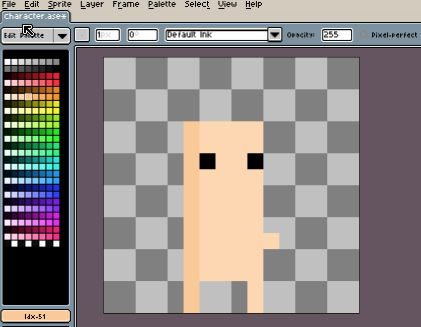 File Edit Sprite Layer Frame Palette Select View Help
character.ase*
Edit Palette 1px 0° Default Ink Opacity: 255 Pixel-perfect
Idx-51